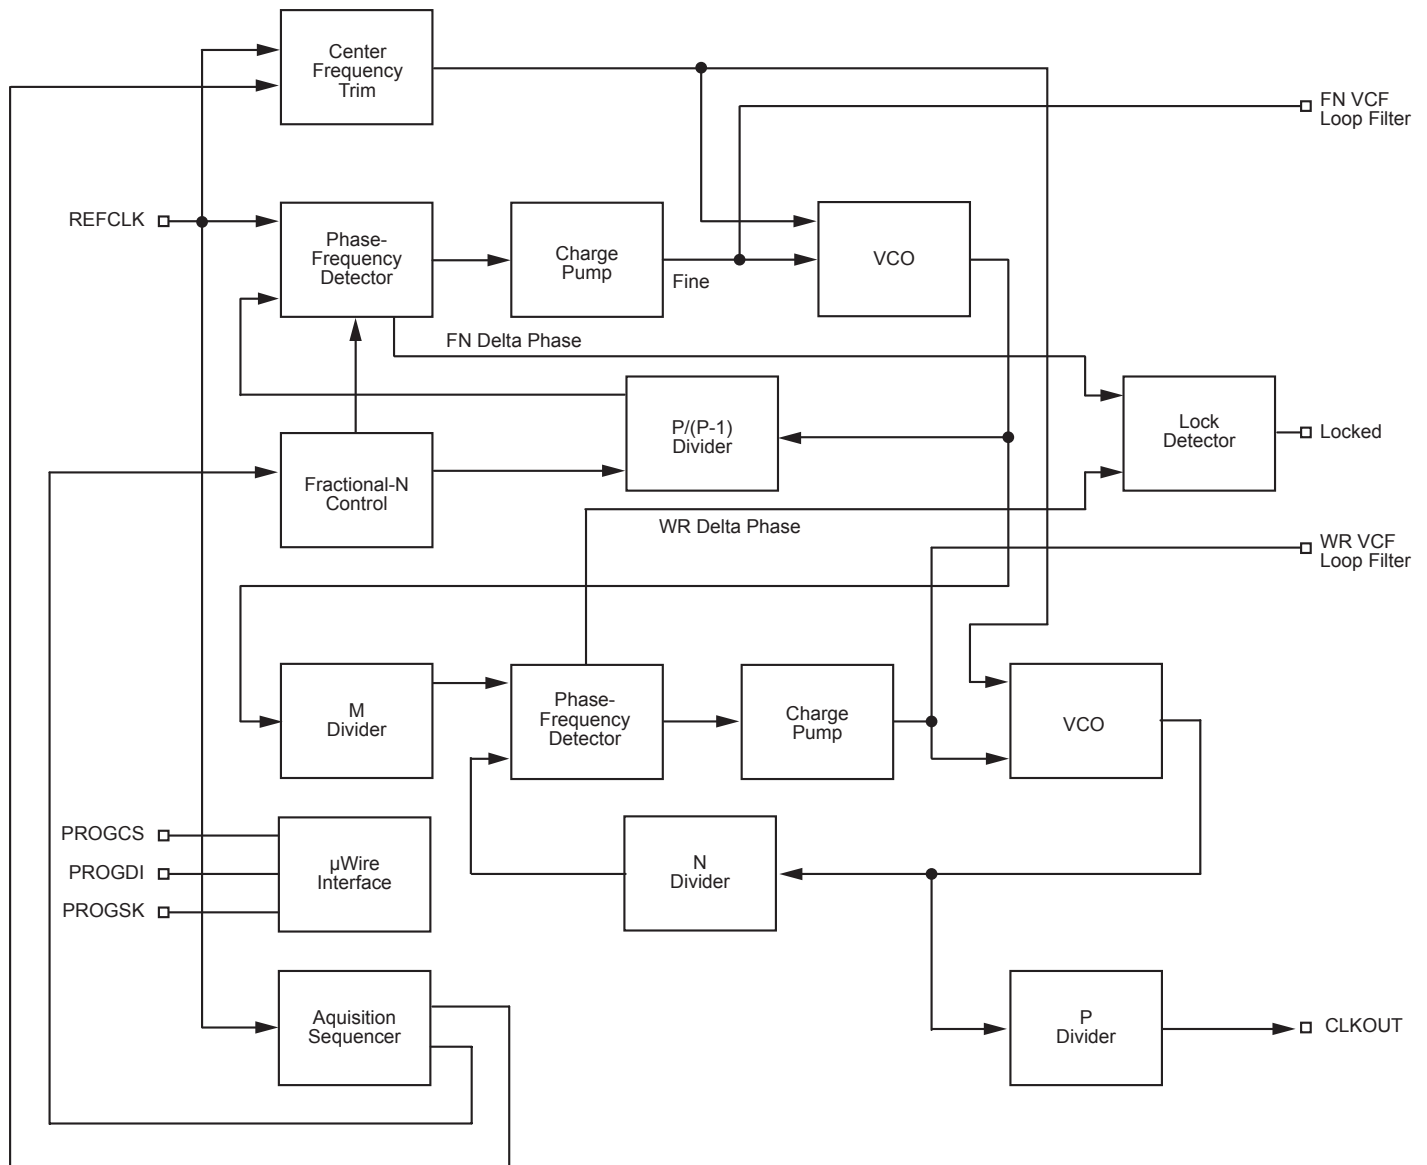 Center
Frequency
Trim
FN VCF
Loop Filter
REFCLK
Phase-
Frequency
Detector
Charge
Pump
Fine
VCO
FN Delta Phase
P/(P-1)
Divider
Lock
Detector
Locked
Fractional-N
Control
WR Delta Phase
WR VCF
Loop Filter
M
Divider
Phase-
Frequency
Detector
Charge
Pump
VCO
PROGCS
PROGDI
PROGSK
µWire
Interface
N
Divider
Aquisition
Sequencer
P
Divider
CLKOUT